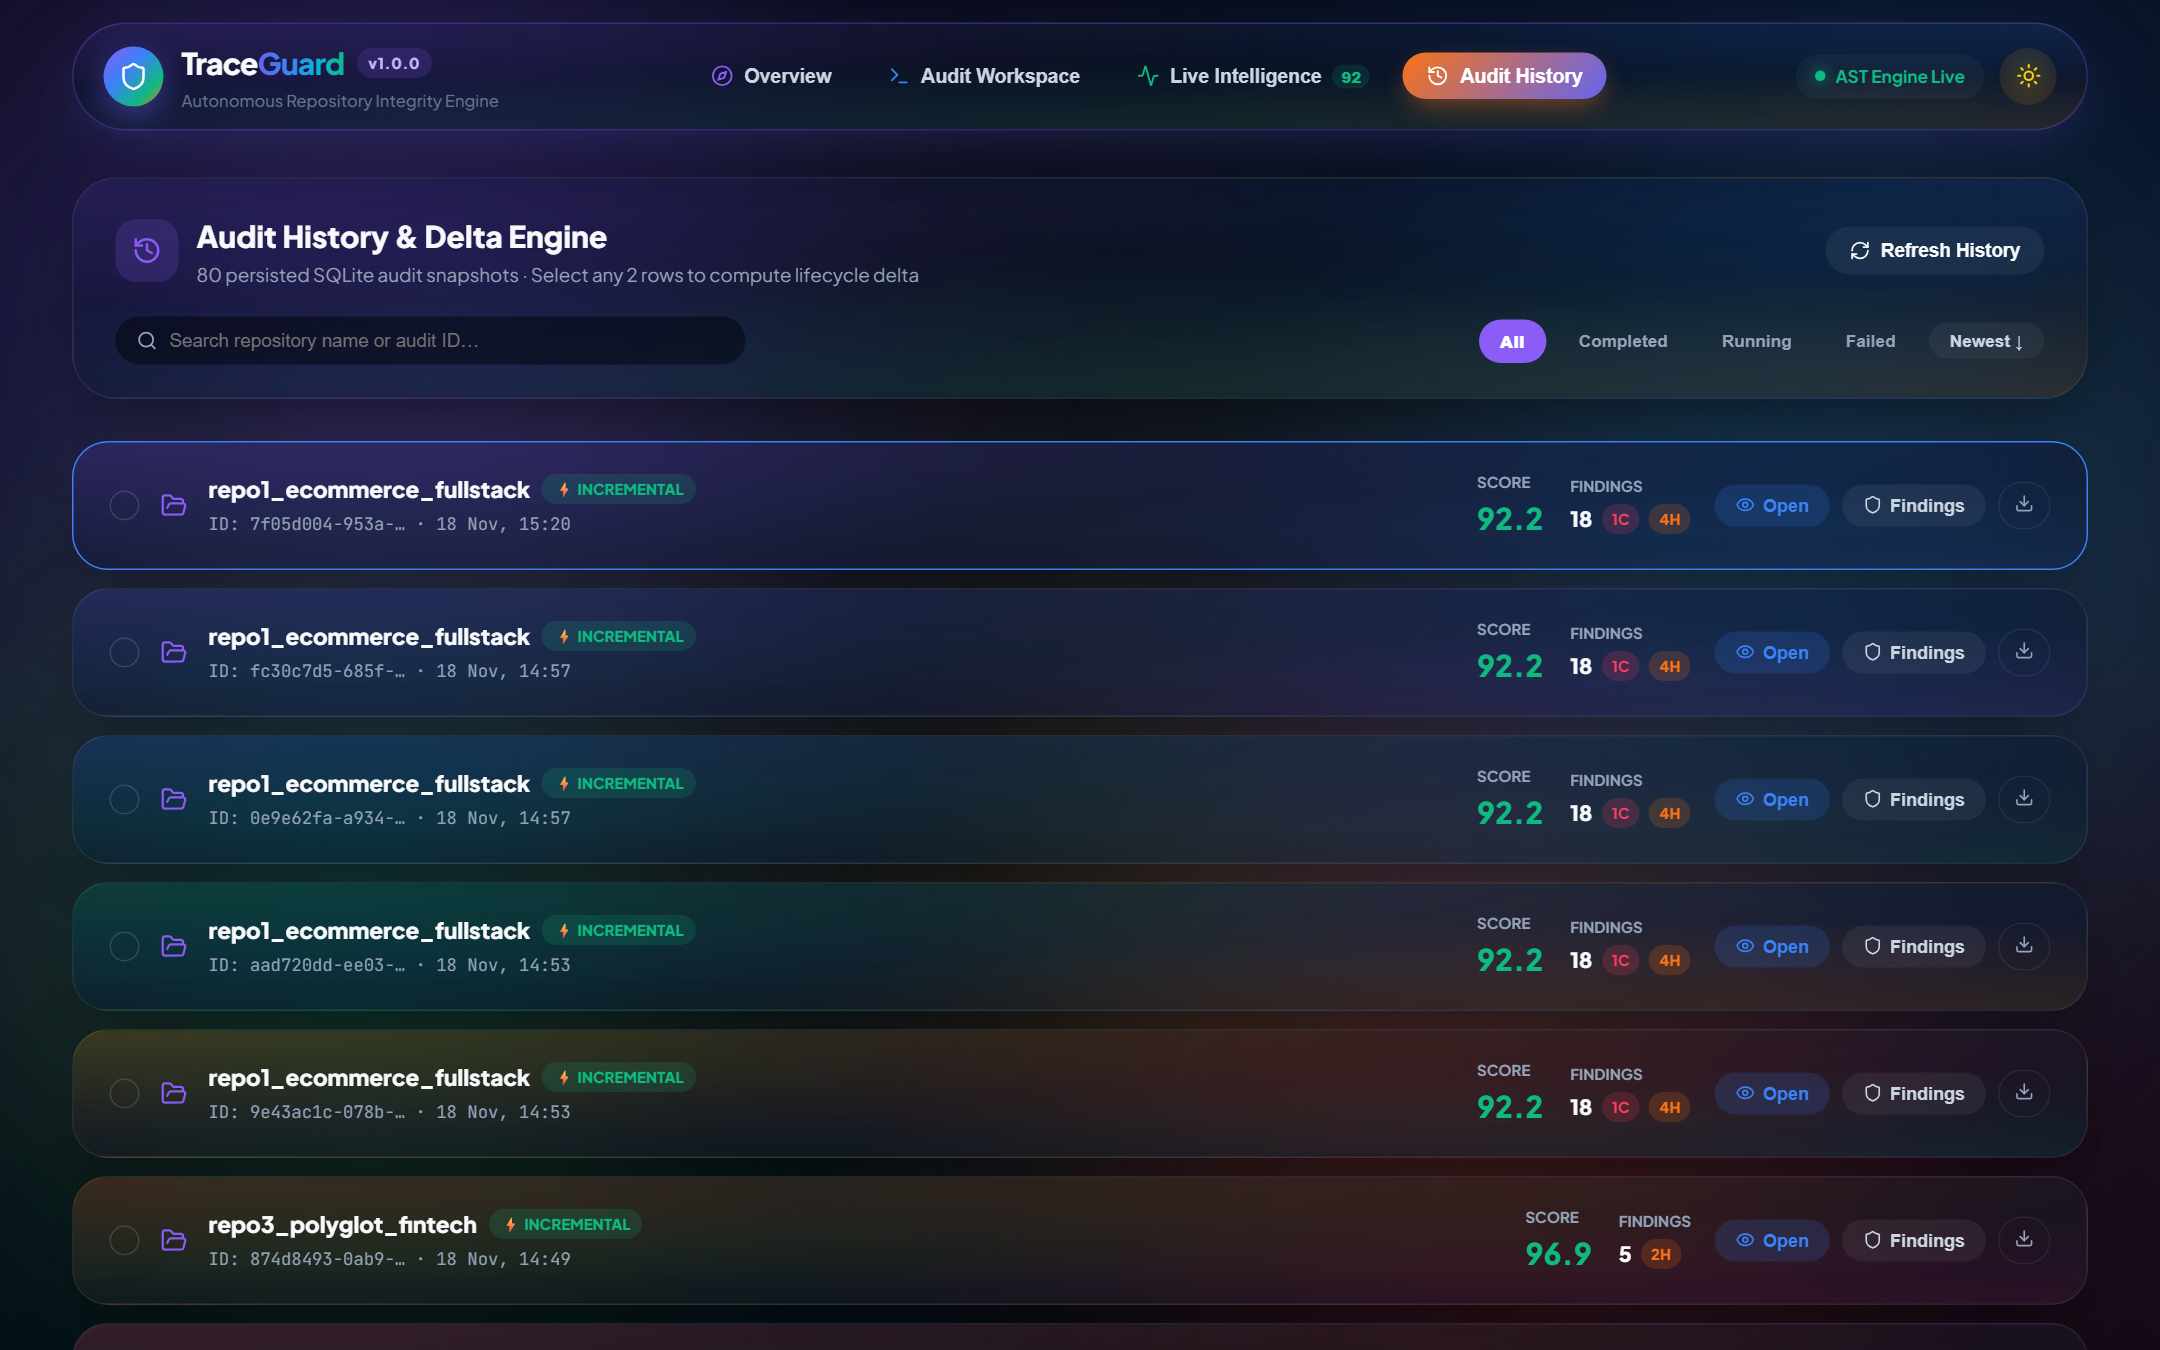 TraceGuard v1.0.0
Autonomous Repository Integrity Engine
Overview
Audit Workspace
Live Intelligence 92
Audit History
AST Engine Live
Audit History & Delta Engine
80 persisted SQLite audit snapshots · Select any 2 rows to compute lifecycle delta
Refresh History
Search repository name or audit ID...
All
Completed
Running
Failed
Newest ↓
repo1_ecommerce_fullstack INCREMENTAL
ID: 7f05d004-953a-… · 18 Nov, 15:20
SCORE
92.2
FINDINGS
18 1C 4H
Open
Findings
repo1_ecommerce_fullstack INCREMENTAL
ID: fc30c7d5-685f-… · 18 Nov, 14:57
SCORE
92.2
FINDINGS
18 1C 4H
Open
Findings
repo1_ecommerce_fullstack INCREMENTAL
ID: 0e9e62fa-a934-… · 18 Nov, 14:57
SCORE
92.2
FINDINGS
18 1C 4H
Open
Findings
repo1_ecommerce_fullstack INCREMENTAL
ID: aad720dd-ee03-… · 18 Nov, 14:53
SCORE
92.2
FINDINGS
18 1C 4H
Open
Findings
repo1_ecommerce_fullstack INCREMENTAL
ID: 9e43ac1c-078b-… · 18 Nov, 14:53
SCORE
92.2
FINDINGS
18 1C 4H
Open
Findings
repo3_polyglot_fintech INCREMENTAL
ID: 874d8493-0ab9-… · 18 Nov, 14:49
SCORE
96.9
FINDINGS
5 2H
Open
Findings